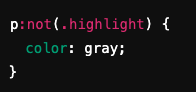 p:not(.highlight) {
  color: gray;
}